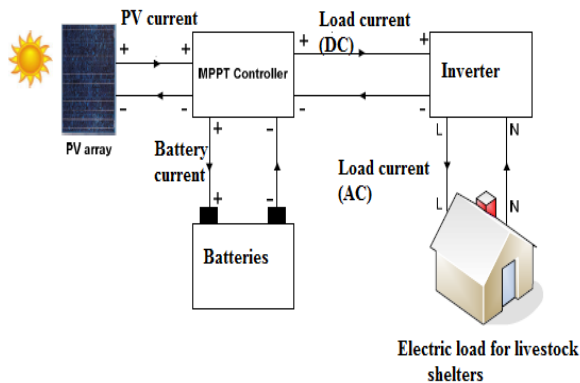 PV current
Load current
(DC)
+ +
+ +
MPPT Controller
Inverter
- -
- -
PV array
+ -
L N
Battery
current
Load current
(AC)
+ -
L N
Batteries
Electric load for livestock
shelters